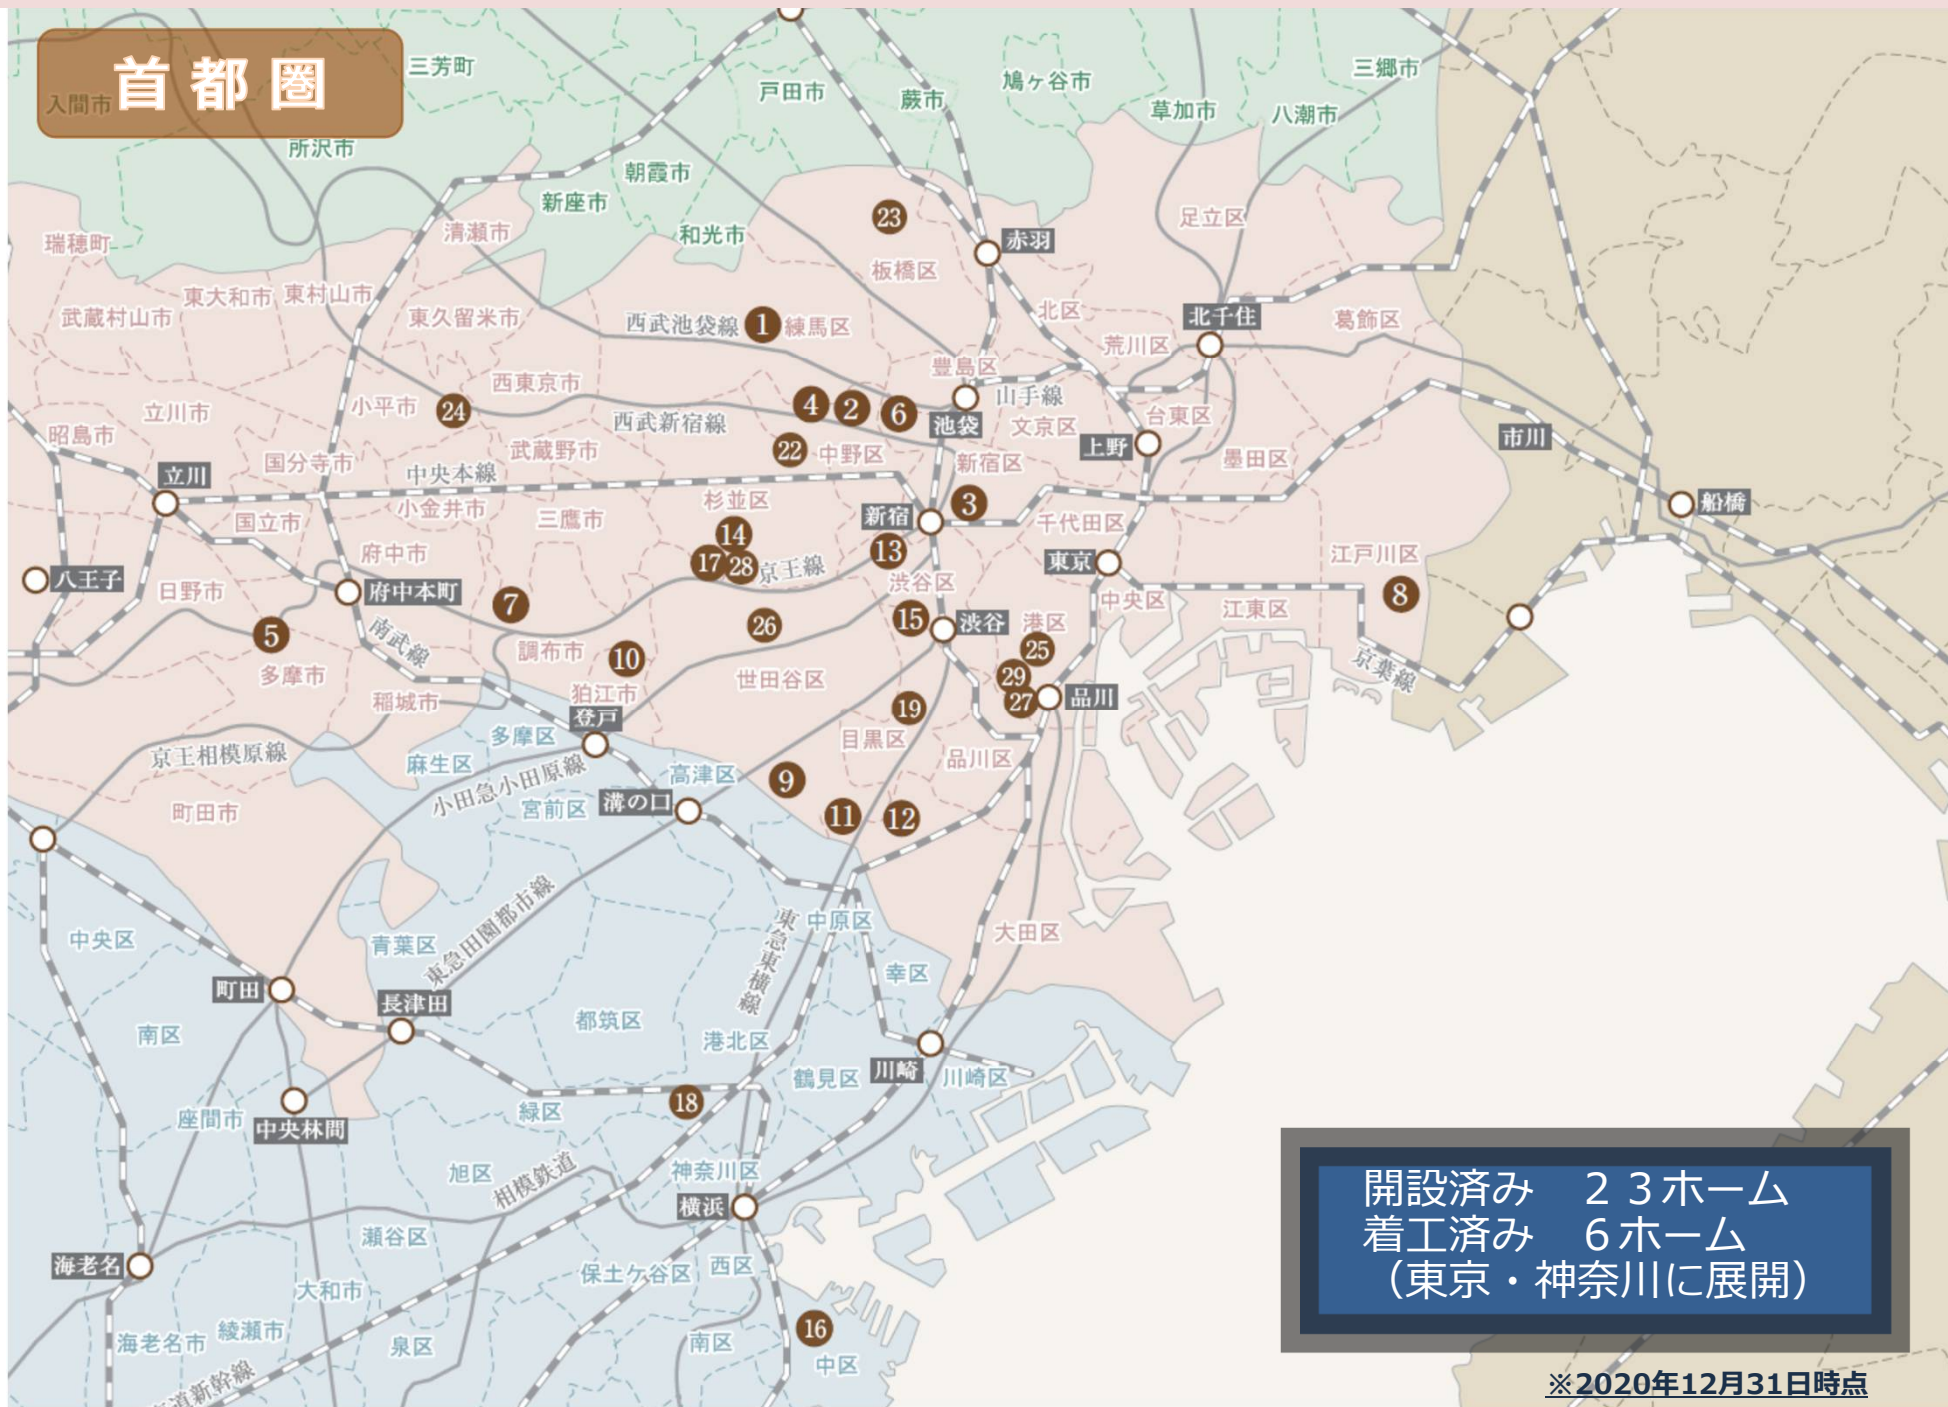 首都圏
入間市
三芳町
所沢市
新座市
朝霞市
和光市
戸田市
蕨市
鳩ヶ谷市
草加市
八潮市
三郷市
瑞穂町
武蔵村山市
東大和市
東村山市
清瀬市
東久留米市
西武池袋線
1
練馬区
23
板橋区
赤羽
北区
足立区
北千住
荒川区
葛飾区
立川市
昭島市
小平市
24
西東京市
西武新宿線
4
2
6
豊島区
池袋
山手線
文京区
上野
台東区
墨田区
市川
船橋
22
中野区
新宿区
立川
国分寺市
中央本線
武蔵野市
国立市
小金井市
三鷹市
杉並区
14
17
28
京王線
新宿
3
13
千代田区
東京
渋谷区
中央区
江東区
江戸川区
8
京葉線
八王子
日野市
府中市
府中本町
7
26
15
渋谷
港区
25
29
27
品川
5
南武線
多摩市
調布市
10
狛江市
稲城市
登戸
世田谷区
19
目黒区
品川区
京王相模原線
多摩区
麻生区
小田急小田原線
宮前区
高津区
溝の口
9
11
12
町田市
東急田園都市線
東急東横線
中原区
大田区
幸区
中央区
青葉区
町田
長津田
南区
都筑区
港北区
鶴見区
川崎
川崎区
座間市
中央林間
緑区
18
旭区
相模鉄道
神奈川区
横浜
瀬谷区
海老名
大和市
保土ケ谷区
西区
海老名市
綾瀬市
泉区
南区
16
中区
道新幹線
開設済み　２３ホーム
着工済み　６ホーム
（東京・神奈川に展開）
※2020年12月31日時点